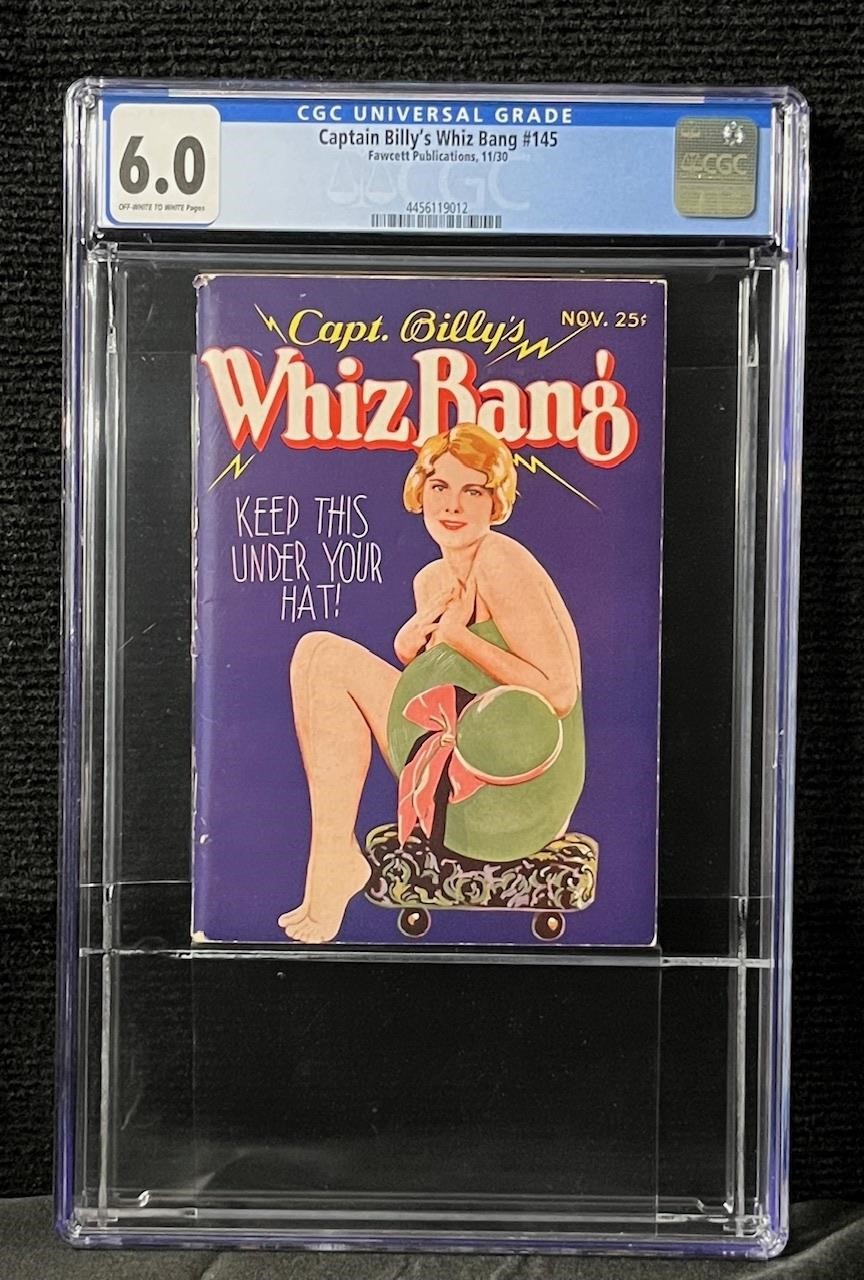 CGC UNIVERSAL GRADE
6.0
OFF-WHITE TO WHITE Pages
Captain Billy's Whiz Bang #145
Fawcett Publications, 11/30
CGC
4456119012
CGC
Capt. Billy's
NOV. 25¢
Whiz Bang
KEEP THIS
UNDER YOUR
HAT!